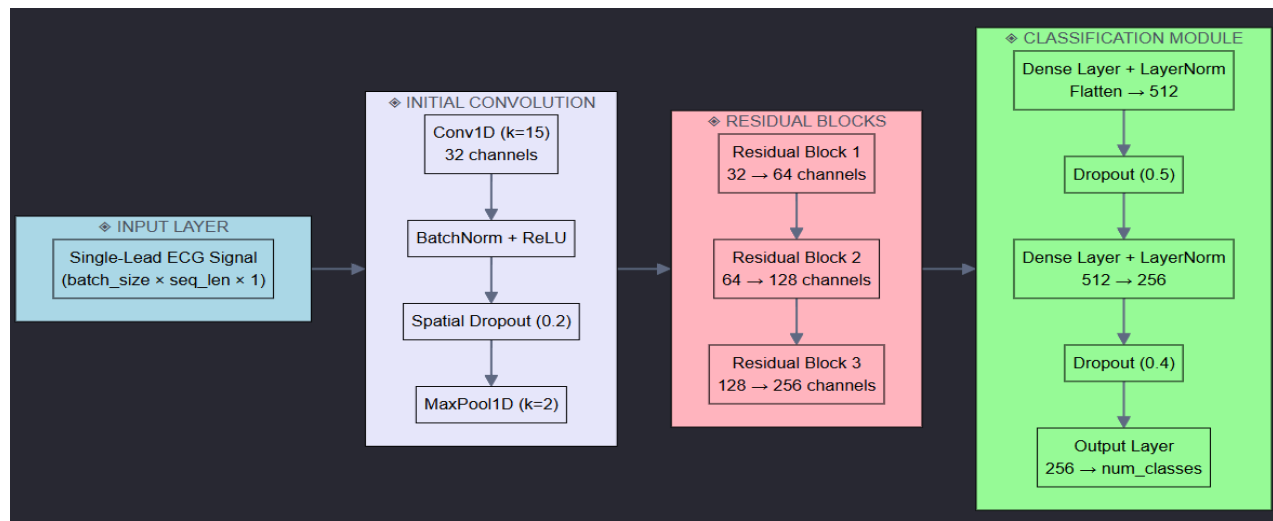 ◈ INPUT LAYER
Single-Lead ECG Signal
(batch_size × seq_len × 1)
◈ INITIAL CONVOLUTION
Conv1D (k=15)
32 channels
BatchNorm + ReLU
Spatial Dropout (0.2)
MaxPool1D (k=2)
◈ RESIDUAL BLOCKS
Residual Block 1
32 → 64 channels
Residual Block 2
64 → 128 channels
Residual Block 3
128 → 256 channels
◈ CLASSIFICATION MODULE
Dense Layer + LayerNorm
Flatten → 512
Dropout (0.5)
Dense Layer + LayerNorm
512 → 256
Dropout (0.4)
Output Layer
256 → num_classes